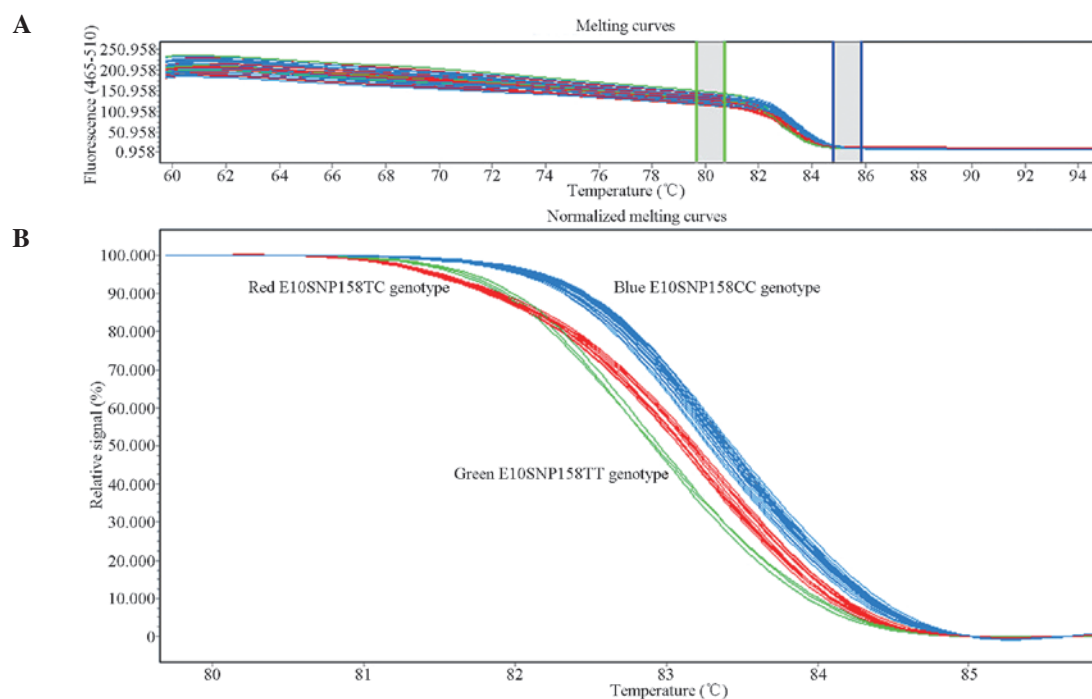 A
Melting curves
Fluorescence (465-510)
250.958
200.958
150.958
100.958
50.958
0.958
60 62 64 66 68 70 72 74 76 78 80 82 84 86 88 90 92 94
Temperature (℃)
B
Normalized melting curves
Relative signal (%)
100.000
90.000
80.000
70.000
60.000
50.000
40.000
30.000
20.000
10.000
0
Red E10SNP158TC genotype
Blue E10SNP158CC genotype
Green E10SNP158TT genotype
80 81 82 83 84 85
Temperature (℃)